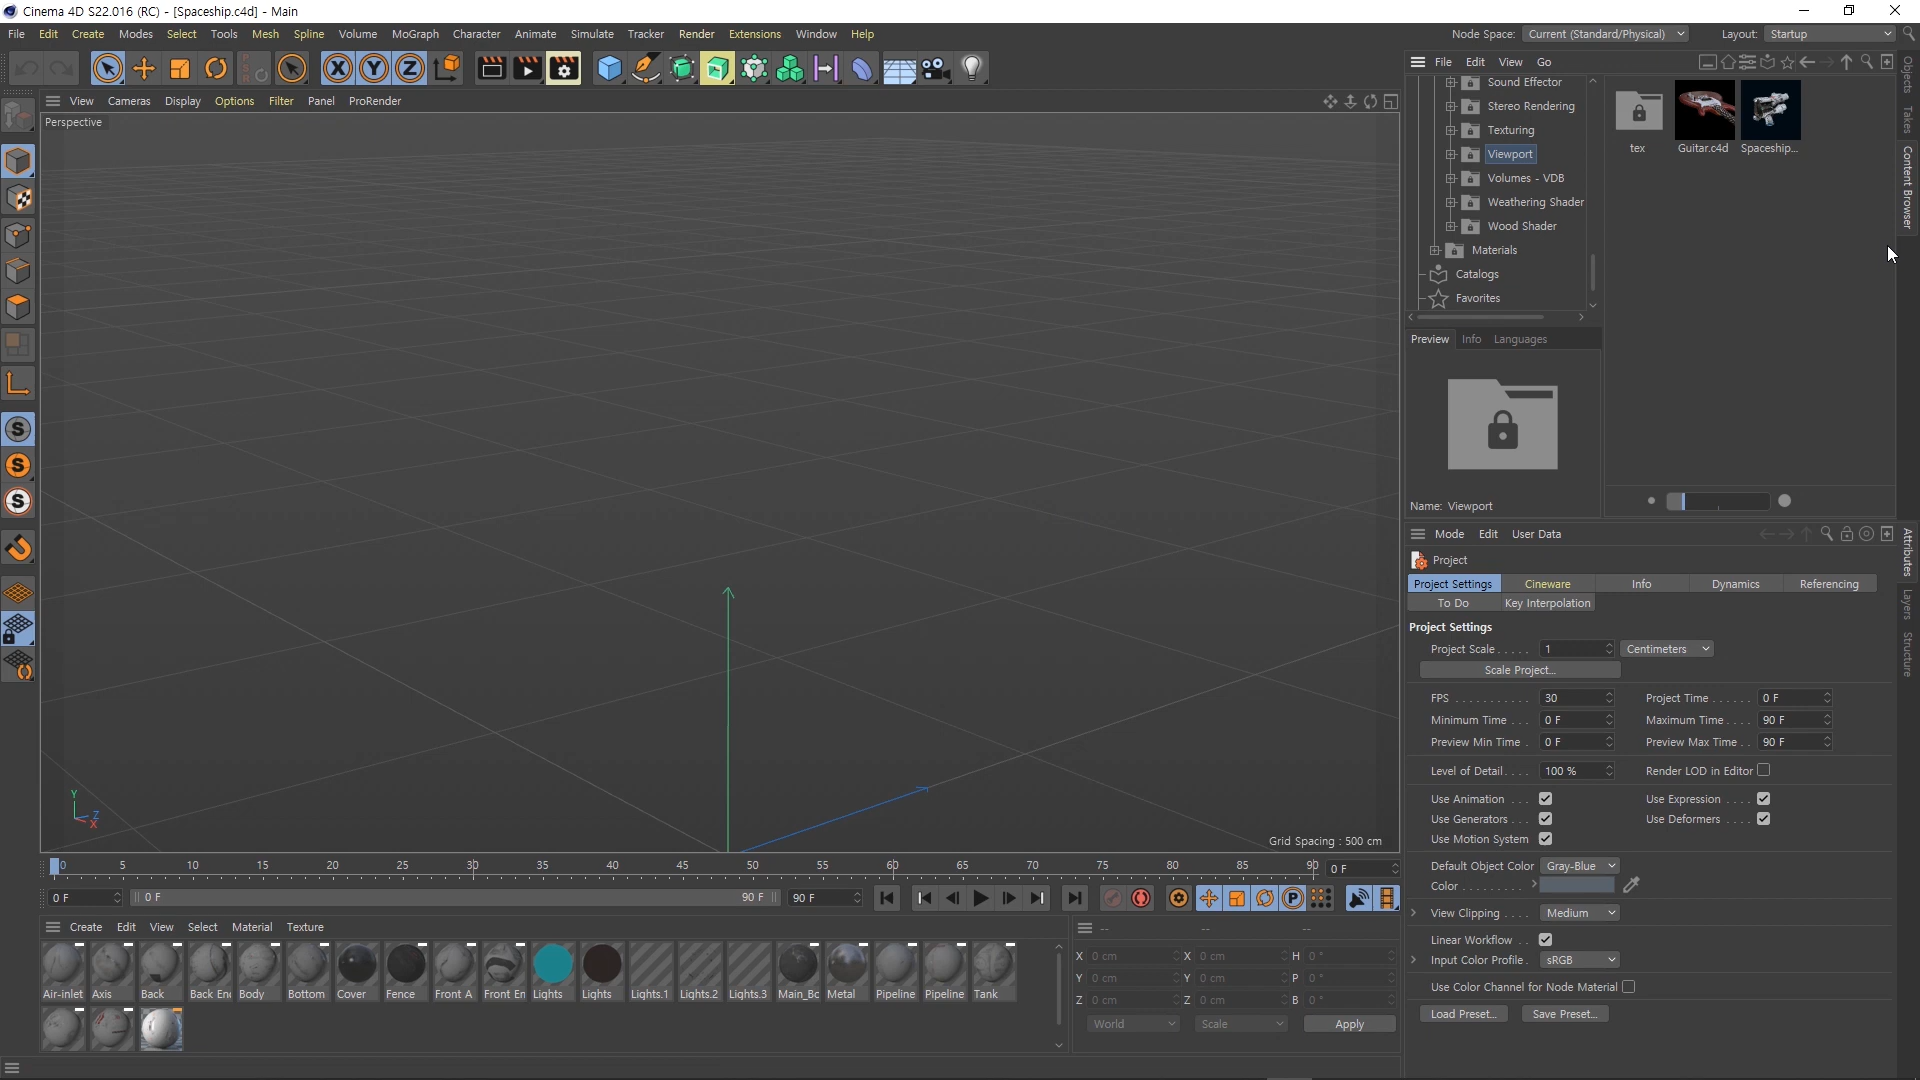 Cinema 4D S22.016 (RC) - [Spaceship.c4d] - Main
File Edit Create Modes Select Tools Mesh Spline Volume MoGraph Character Animate Simulate Tracker Render Extensions Window Help
Node Space: Current (Standard/Physical) Layout: Startup
PSR
X Y Z
File Edit View Go
View Cameras Display Options Filter Panel ProRender
Perspective
Sound Effector
Stereo Rendering
Texturing
Viewport
Volumes - VDB
Weathering Shader
Wood Shader
Materials
Catalogs
Favorites
tex Guitar.c4d Spaceship...
Objects
Takes
Content Browser
Preview Info Languages
Name: Viewport
Mode Edit User Data
Attributes
Layers
Structure
Project
Project Settings Cineware Info Dynamics Referencing
To Do Key Interpolation
Project Settings
Project Scale . . . . . 1 Centimeters
Scale Project...
FPS . . . . . . . . . . . 30 Project Time . . . . . . 0 F
Minimum Time . . . 0 F Maximum Time . . . . 90 F
Preview Min Time . 0 F Preview Max Time . . 90 F
Level of Detail . . . . 100 % Render LOD in Editor
Use Animation . . . Use Expression . . . .
Use Generators . . . Use Deformers . . . .
Use Motion System
Default Object Color Gray-Blue
Color . . . . . . . . .
View Clipping . . . . Medium
Linear Workflow . .
Input Color Profile . sRGB
Use Color Channel for Node Material
Load Preset... Save Preset...
S
S
S
Y
Z
X
Grid Spacing : 500 cm
0 5 10 15 20 25 30 35 40 45 50 55 60 65 70 75 80 85 90 0 F
0 F 0 F 90 F 90 F
P
Create Edit View Select Material Texture
-- -- --
Air-inlet Axis Back Back En Body Bottom Cover Fence Front A Front En Lights Lights Lights.1 Lights.2 Lights.3 Main_Bc Metal Pipeline Pipeline Tank
X 0 cm X 0 cm H 0 °
Y 0 cm Y 0 cm P 0 °
Z 0 cm Z 0 cm B 0 °
World Scale Apply